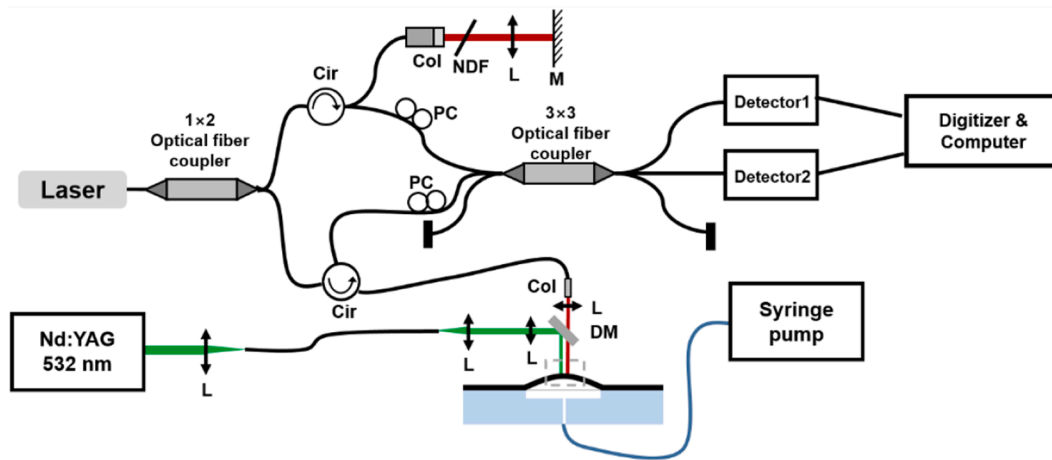 Col
NDF
L
M
Cir
PC
1×2
Optical fiber
coupler
3×3
Optical fiber
coupler
Detector1
Digitizer &
Computer
Laser
PC
Detector2
Cir
Col
L
DM
Nd:YAG
532 nm
L
L
L
Syringe
pump